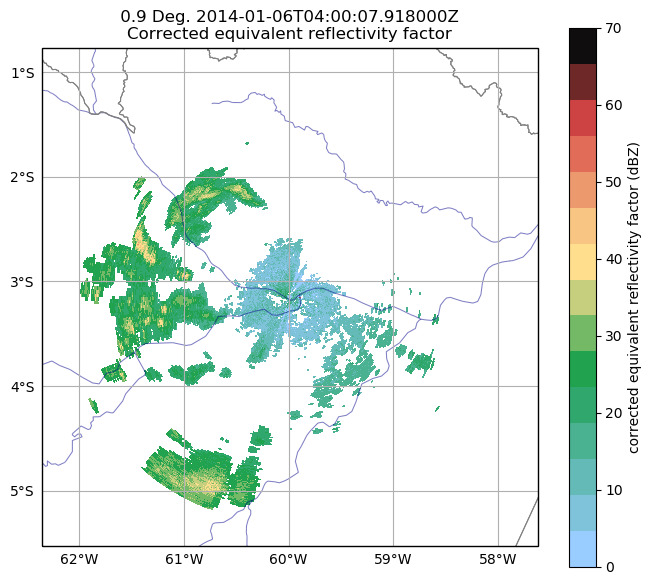 0.9 Deg. 2014-01-06T04:00:07.918000Z
Corrected equivalent reflectivity factor
1°S
2°S
3°S
4°S
5°S
62°W
61°W
60°W
59°W
58°W
70
60
50
40
30
20
10
0
corrected equivalent reflectivity factor (dBZ)